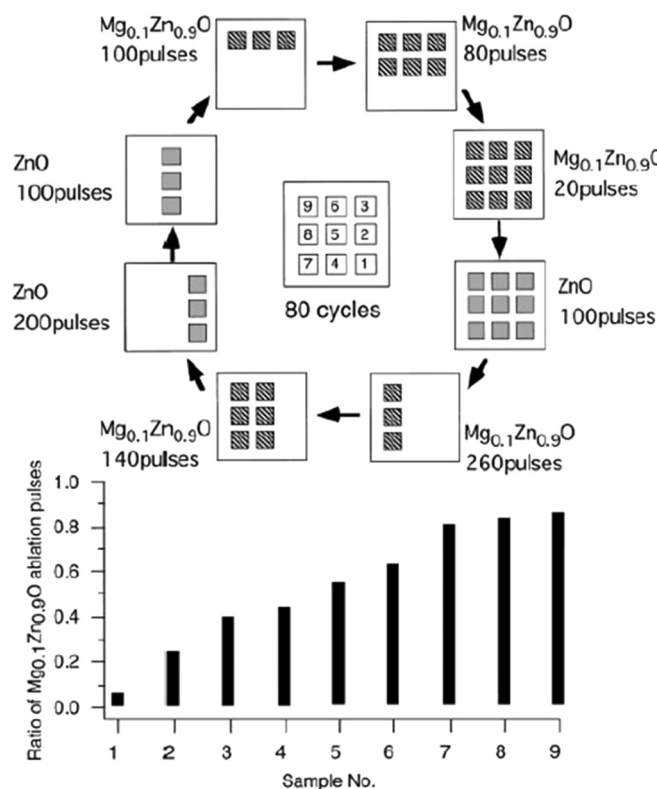 Mg0.1Zn0.9O
100pulses
Mg0.1Zn0.9O
80pulses
ZnO
100pulses
9 6 3
8 5 2
7 4 1
80 cycles
Mg0.1Zn0.9O
20pulses
ZnO
200pulses
ZnO
100pulses
Mg0.1Zn0.9O
140pulses
Mg0.1Zn0.9O
260pulses
Ratio of Mg0.1Zn0.9O ablation pulses
1.0
0.8
0.6
0.4
0.2
0.0
1 2 3 4 5 6 7 8 9
Sample No.